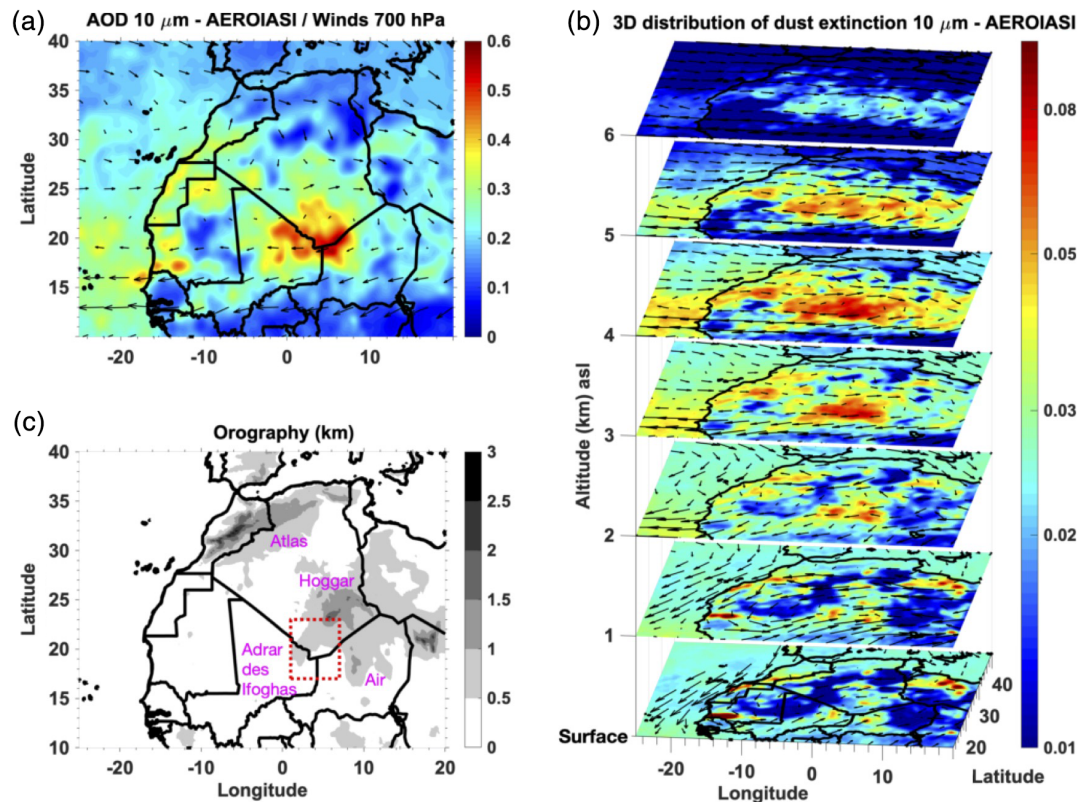 (a)
AOD 10 μm - AEROIASI / Winds 700 hPa
40
35
30
25
20
15
Latitude
-20
-10
0
10
0.6
0.5
0.4
0.3
0.2
0.1
0
(b)
3D distribution of dust extinction 10 μm - AEROIASI
6
5
4
3
2
1
Surface
Altitude (km) asl
-20
-10
0
10
20
Longitude
40
30
20
Latitude
0.08
0.05
0.03
0.02
0.01
(c)
Orography (km)
40
35
30
25
20
15
10
Latitude
Atlas
Hoggar
Adrar
des
Ifoghas
Air
-20
-10
0
10
20
Longitude
3
2.5
2
1.5
1
0.5
0